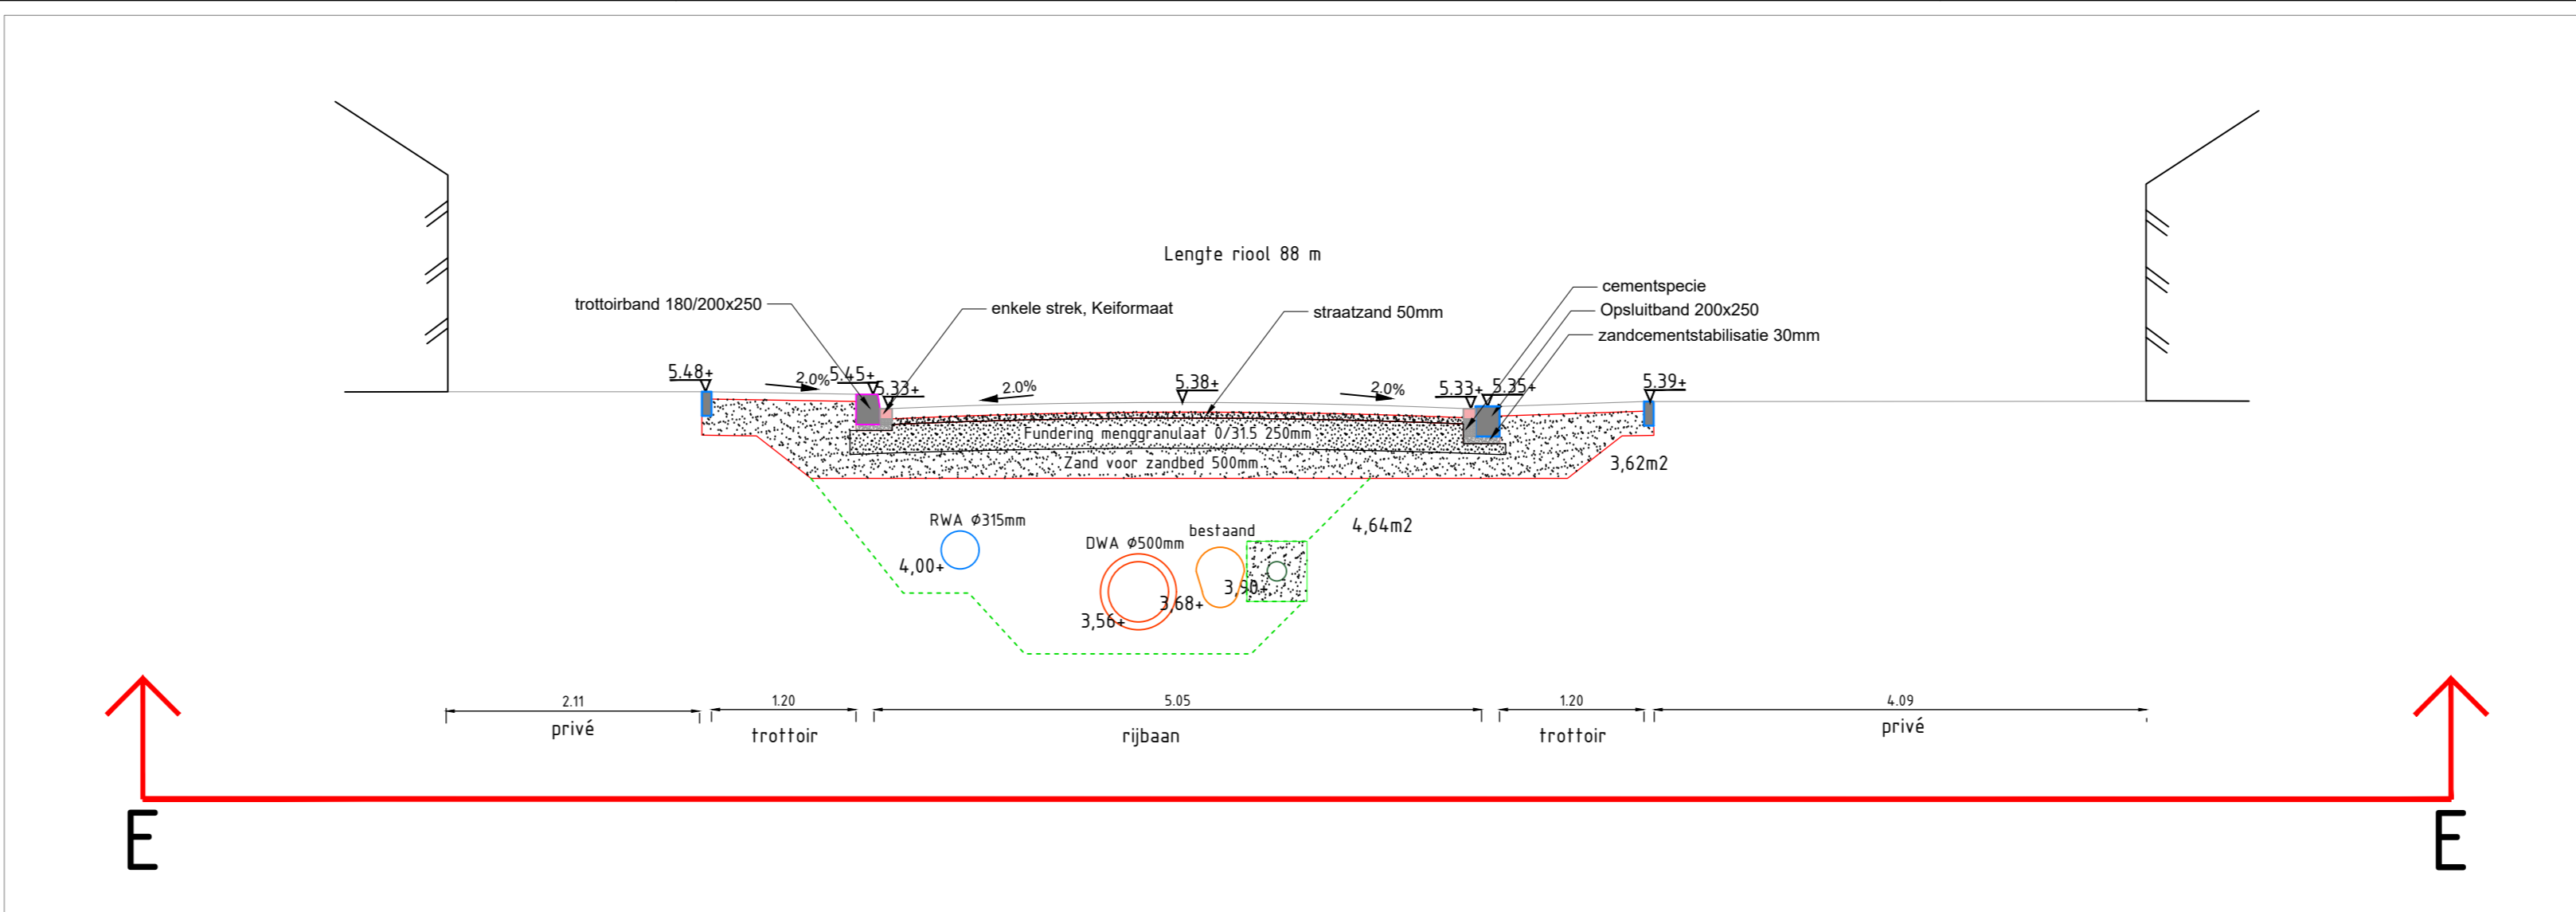 Lengte riool 88 m
trottoirband 180/200x250
enkele strek, Keiformaat
straatzand 50mm
cementspecie
Opsluitband 200x250
zandcementstabilisatie 30mm
5.48+
2.0%
5.45+
5.33+
2.0%
5.38+
2.0%
5.33+
5.35+
5.39+
Fundering menggranulaat 0/31.5 250mm
Zand voor zandbed 500mm
3,62m2
RWA Ø315mm
4,00+
DWA Ø500mm
3,56+
bestaand
3,68+
3,90+
4,64m2
2.11
privé
1.20
trottoir
5.05
rijbaan
1.20
trottoir
4.09
privé
E
E